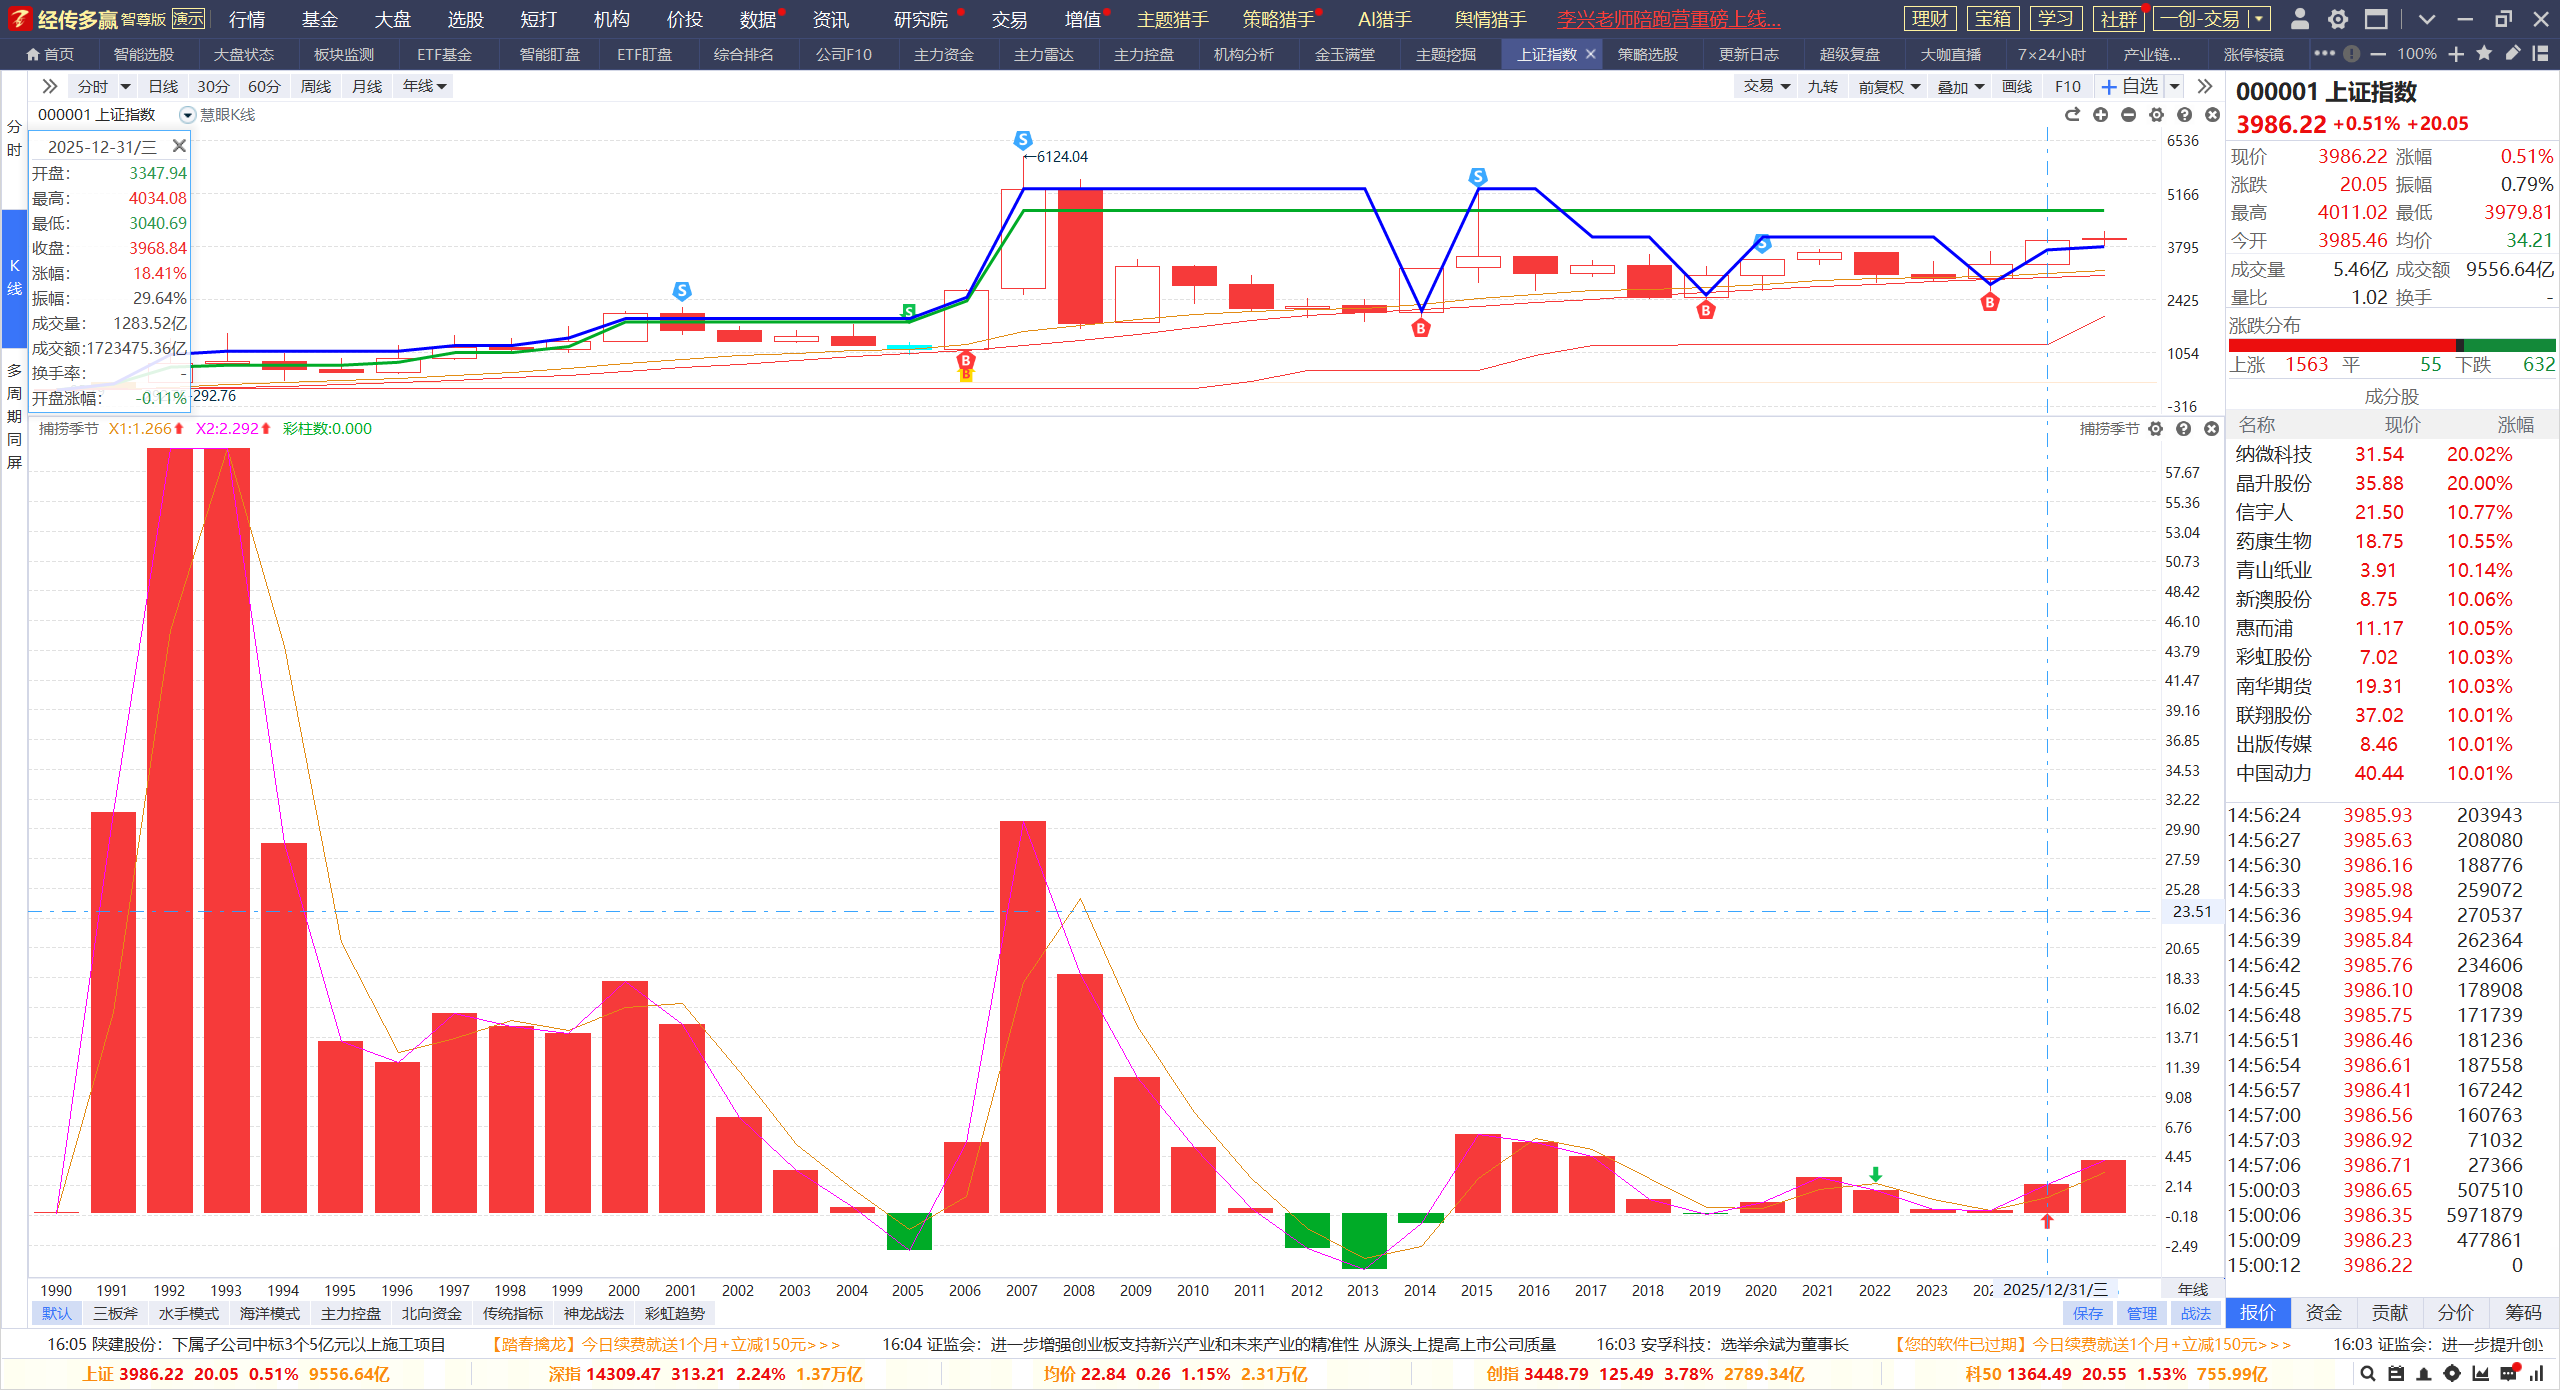 经传多赢 智尊版 演示 行情 基金 大盘 选股 短打 机构 价投 数据 资讯 研究院 交易 增值 主题猎手 策略猎手 AI猎手 舆情猎手 李兴老师陪跑营重磅上线... 理财 宝箱 学习 社群 一创-交易
首页 智能选股 大盘状态 板块监测 ETF基金 智能盯盘 ETF盯盘 综合排名 公司F10 主力资金 主力雷达 主力控盘 机构分析 金玉满堂 主题挖掘 上证指数 策略选股 更新日志 超级复盘 大咖直播 7×24小时 产业链... 涨停棱镜 100%
分时 日线 30分 60分 周线 月线 年线 交易 九转 前复权 叠加 画线 F10 自选
分时
K线
多周期同屏
000001 上证指数 慧眼K线
2025-12-31/三
开盘: 3347.94
最高: 4034.08
最低: 3040.69
收盘: 3968.84
涨幅: 18.41%
振幅: 29.64%
成交量: 1283.52亿
成交额:1723475.36亿
换手率: -
开盘涨幅: -0.11%
292.76
S
←6124.04
S
S
S
S
B
B
B
B
B
6536
5166
3795
2425
1054
-316
捕捞季节 X1:1.266 X2:2.292 彩柱数:0.000
捕捞季节
57.67
55.36
53.04
50.73
48.42
46.10
43.79
41.47
39.16
36.85
34.53
32.22
29.90
27.59
25.28
23.51
20.65
18.33
16.02
13.71
11.39
9.08
6.76
4.45
2.14
-0.18
-2.49
1990 1991 1992 1993 1994 1995 1996 1997 1998 1999 2000 2001 2002 2003 2004 2005 2006 2007 2008 2009 2010 2011 2012 2013 2014 2015 2016 2017 2018 2019 2020 2021 2022 2023 202 2025/12/31/三 年线
默认 三板斧 水手模式 海洋模式 主力控盘 北向资金 传统指标 神龙战法 彩虹趋势 保存 管理 战法
000001 上证指数
3986.22 +0.51% +20.05
现价 3986.22 涨幅 0.51%
涨跌 20.05 振幅 0.79%
最高 4011.02 最低 3979.81
今开 3985.46 均价 34.21
成交量 5.46亿 成交额 9556.64亿
量比 1.02 换手 -
涨跌分布
上涨 1563 平 55 下跌 632
成分股
名称 现价 涨幅
纳微科技 31.54 20.02%
晶升股份 35.88 20.00%
信宇人 21.50 10.77%
药康生物 18.75 10.55%
青山纸业 3.91 10.14%
新澳股份 8.75 10.06%
惠而浦 11.17 10.05%
彩虹股份 7.02 10.03%
南华期货 19.31 10.03%
联翔股份 37.02 10.01%
出版传媒 8.46 10.01%
中国动力 40.44 10.01%
14:56:24 3985.93 203943
14:56:27 3985.63 208080
14:56:30 3986.16 188776
14:56:33 3985.98 259072
14:56:36 3985.94 270537
14:56:39 3985.84 262364
14:56:42 3985.76 234606
14:56:45 3986.10 178908
14:56:48 3985.75 171739
14:56:51 3986.46 181236
14:56:54 3986.61 187558
14:56:57 3986.41 167242
14:57:00 3986.56 160763
14:57:03 3986.92 71032
14:57:06 3986.71 27366
15:00:03 3986.65 507510
15:00:06 3986.35 5971879
15:00:09 3986.23 477861
15:00:12 3986.22 0
报价 资金 贡献 分价 筹码
16:05 陕建股份：下属子公司中标3个5亿元以上施工项目 【踏春擒龙】今日续费就送1个月+立减150元>>> 16:04 证监会：进一步增强创业板支持新兴产业和未来产业的精准性 从源头上提高上市公司质量 16:03 安孚科技：选举余斌为董事长 【您的软件已过期】今日续费就送1个月+立减150元>>> 16:03 证监会：进一步提升创业
上证 3986.22 20.05 0.51% 9556.64亿 深指 14309.47 313.21 2.24% 1.37万亿 均价 22.84 0.26 1.15% 2.31万亿 创指 3448.79 125.49 3.78% 2789.34亿 科50 1364.49 20.55 1.53% 755.99亿